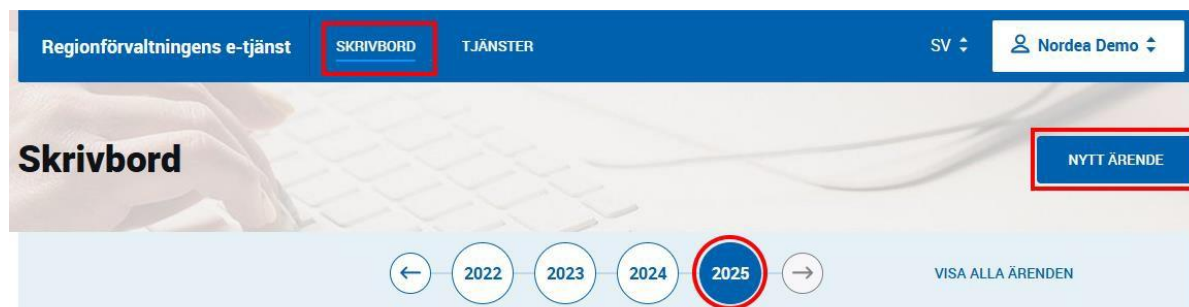 Regionförvaltningens e-tjänst SKRIVBORD TJÄNSTER SV Nordea Demo
Skrivbord NYTT ÄRENDE
2022 2023 2024 2025 VISA ALLA ÄRENDEN